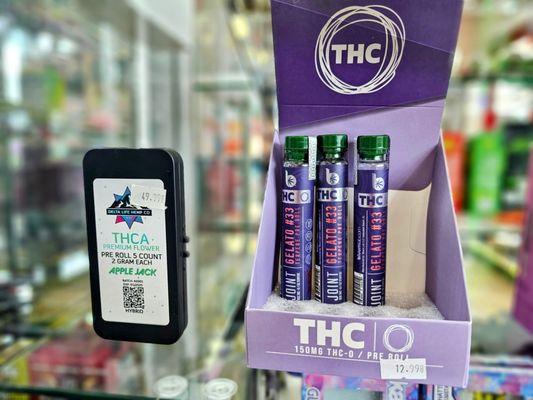 49.99
DELTA LIFE HEMP CO
THCA
PREMIUM FLOWER
PRE ROLL 5 COUNT
2 GRAM EACH
APPLE JACK
HYBRID
THC
THC O
JOINT GELATO #33
THC O
JOINT GELATO #33
THC O
JOINT GELATO #33
THC
150MG THC-O / PRE ROLL
12.99